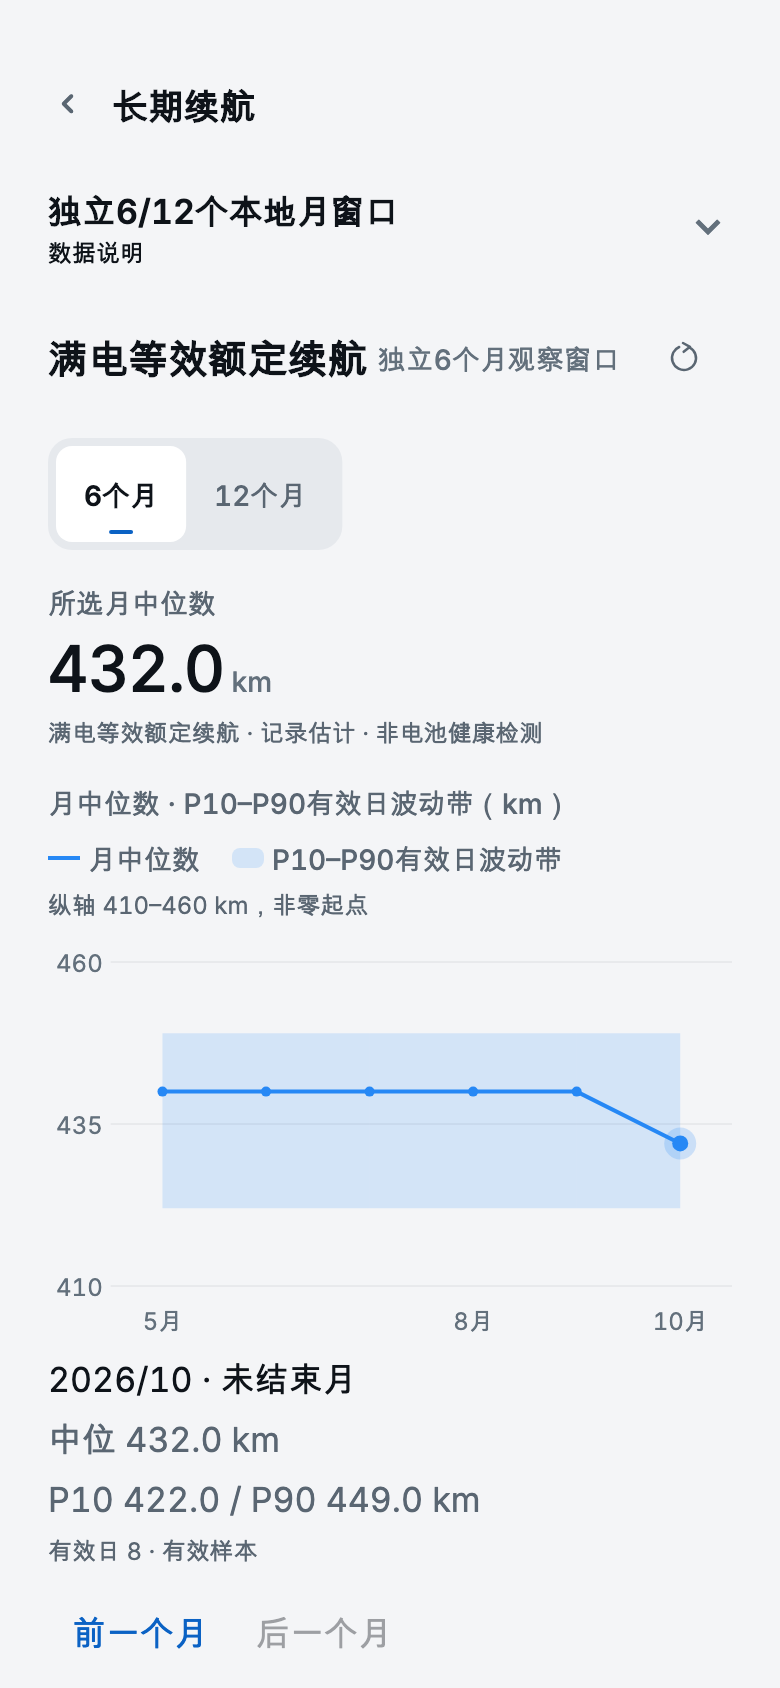 长期续航
独立6/12个本地月窗口
数据说明
满电等效额定续航 独立6个月观察窗口
6个月 12个月
所选月中位数
432.0 km
满电等效额定续航 · 记录估计 · 非电池健康检测
月中位数 · P10–P90有效日波动带（km）
月中位数 P10–P90有效日波动带
纵轴 410–460 km，非零起点
460
435
410
5月 8月 10月
2026/10 · 未结束月
中位 432.0 km
P10 422.0 / P90 449.0 km
有效日 8 · 有效样本
前一个月 后一个月